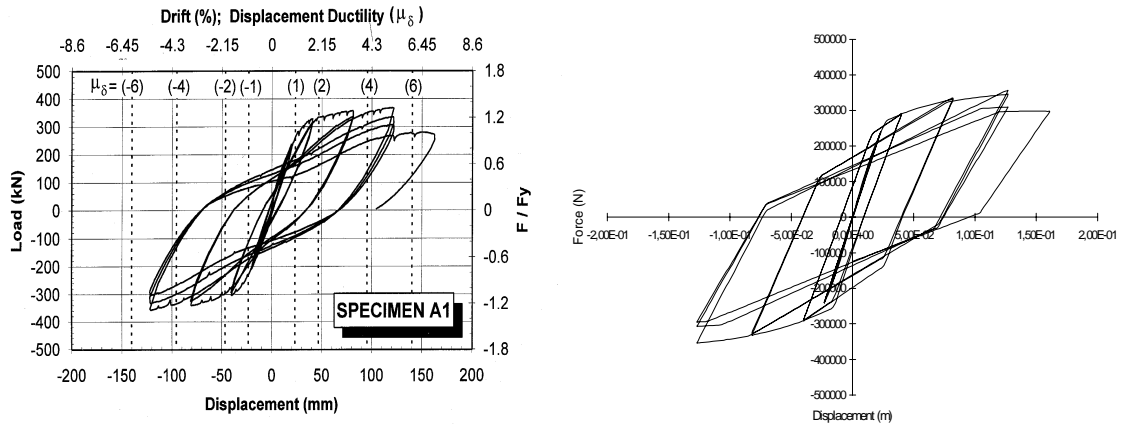 Drift (%); Displacement Ductility (μδ)
-8.6 -6.45 -4.3 -2.15 0 2.15 4.3 6.45 8.6
500 1.8
μδ= (-6) (-4) (-2) (-1) (1) (2) (4) (6)
400
300 1.2
200
100 0.6
0 0
-100
-200 -0.6
-300 -1.2
-400
-500 -1.8
Load (kN)
F / Fy
SPECIMEN A1
-200 -150 -100 -50 0 50 100 150 200
Displacement (mm)
500000
400000
300000
200000
100000
0
-2,00E-01 -1,50E-01 -1,00E-01 -5,00E-02 0,00E+00 5,00E-02 1,00E-01 1,50E-01 2,00E-01
-100000
-200000
-300000
-400000
-500000
Force (N)
Displacement (m)